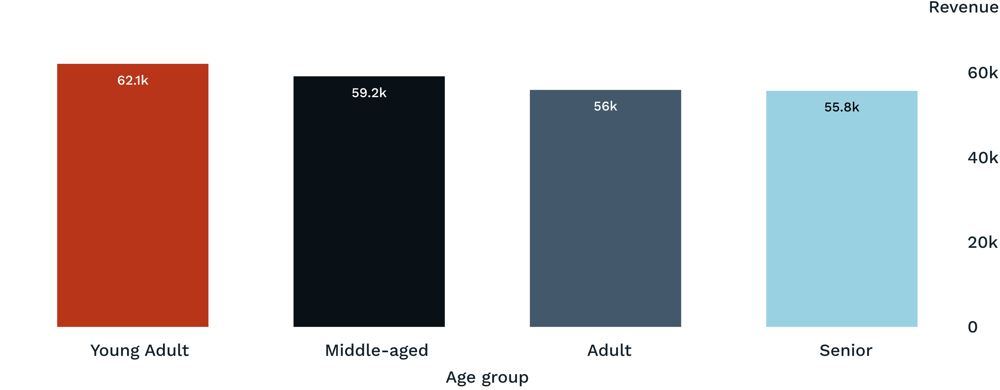 Revenue
62.1k
59.2k
56k
55.8k
60k
40k
20k
0
Young Adult
Middle-aged
Adult
Senior
Age group